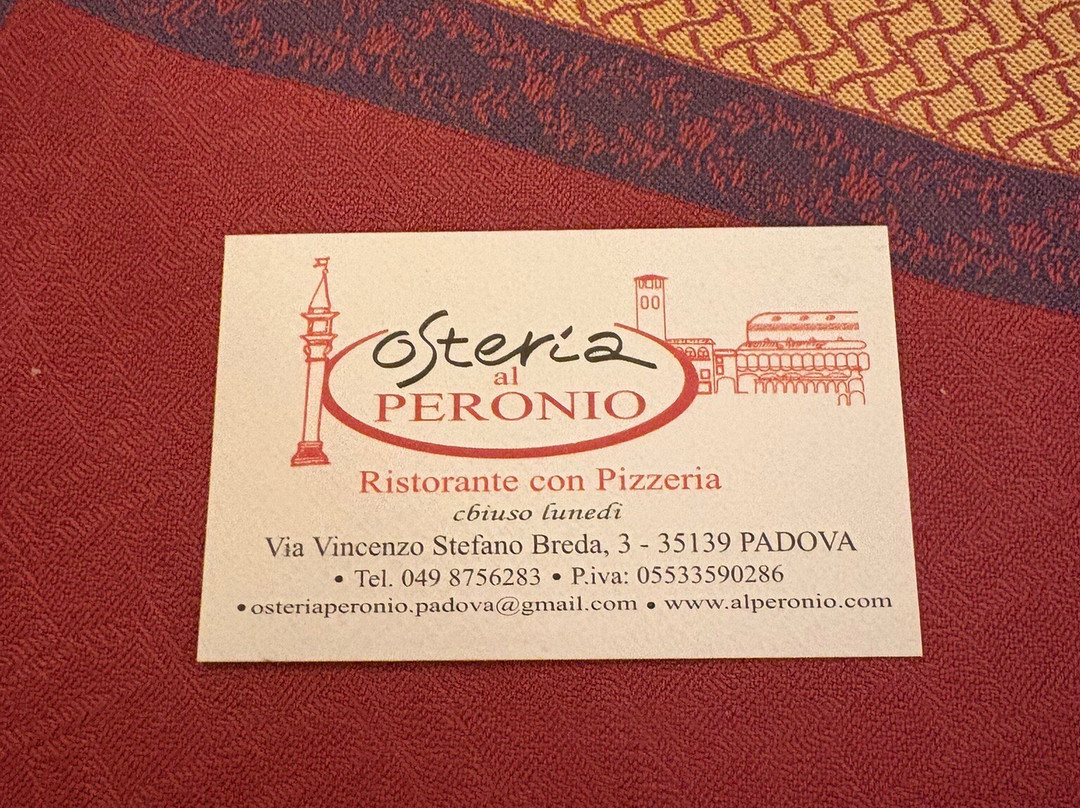 osteria
al
PERONIO
Ristorante con Pizzeria
chiuso lunedì
Via Vincenzo Stefano Breda, 3 - 35139 PADOVA
• Tel. 049 8756283 • P.iva: 05533590286
•osteriaperonio.padova@gmail.com • www.alperonio.com